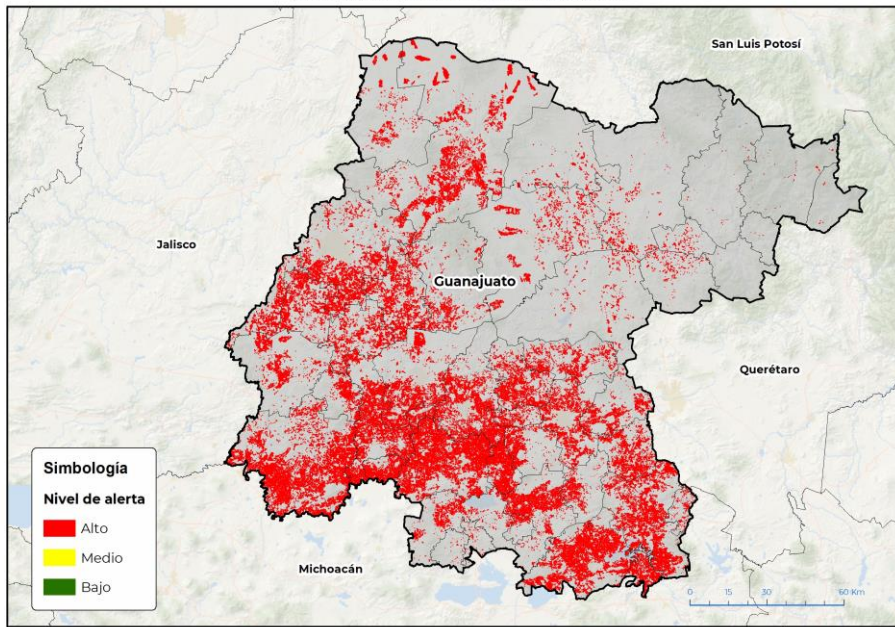 San Luis Potosí
Jalisco
Guanajuato
Querétaro
Michoacán
Simbología
Nivel de alerta
Alto
Medio
Bajo
0 15 30 60 Km